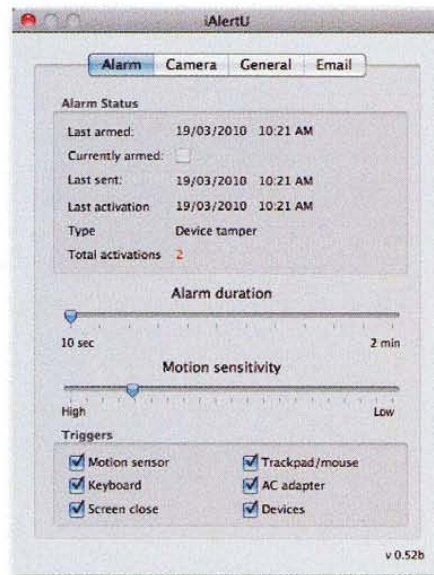 iAlertU
Alarm Camera General Email
Alarm Status
Last armed: 19/03/2010 10:21 AM
Currently armed:
Last sent: 19/03/2010 10:21 AM
Last activation 19/03/2010 10:21 AM
Type Device tamper
Total activations 2
Alarm duration
10 sec 2 min
Motion sensitivity
High Low
Triggers
Motion sensor Trackpad/mouse
Keyboard AC adapter
Screen close Devices
v 0.52b